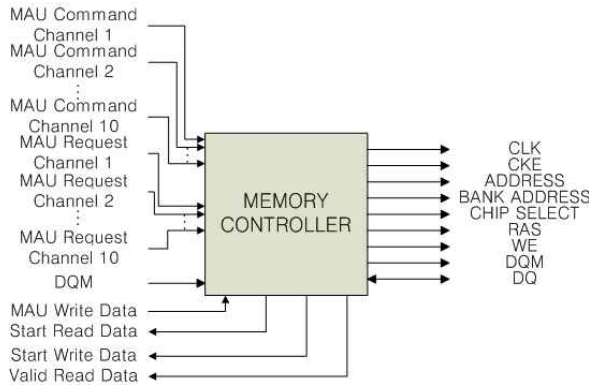 MAU Command
Channel 1
MAU Command
Channel 2
MAU Command
Channel 10
MAU Request
Channel 1
MAU Request
Channel 2
MAU Request
Channel 10
DQM
MAU Write Data
Start Read Data
Start Write Data
Valid Read Data
MEMORY
CONTROLLER
CLK
CKE
ADDRESS
BANK ADDRESS
CHIP SELECT
RAS
WE
DQM
DQ